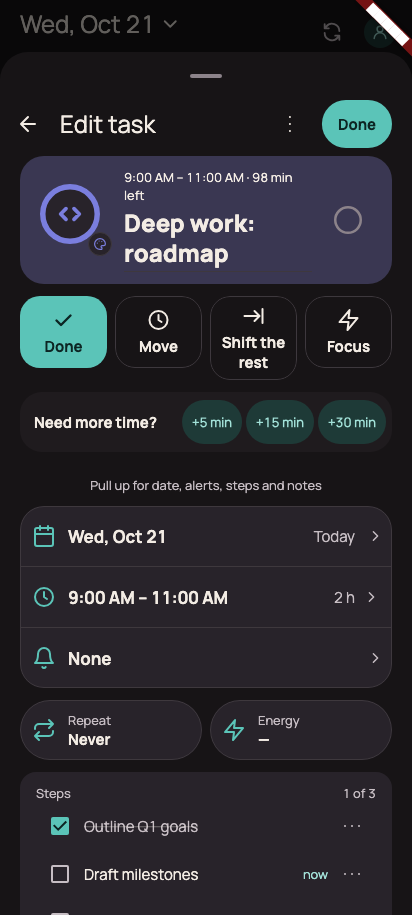 Wed, Oct 21
Edit task
Done
9:00 AM – 11:00 AM · 98 min
left
Deep work:
roadmap
Done
Move
Shift the
rest
Focus
Need more time?
+5 min
+15 min
+30 min
Pull up for date, alerts, steps and notes
Wed, Oct 21
Today
9:00 AM – 11:00 AM
2 h
None
Repeat
Never
Energy
–
Steps
1 of 3
Outline Q1 goals
Draft milestones
now